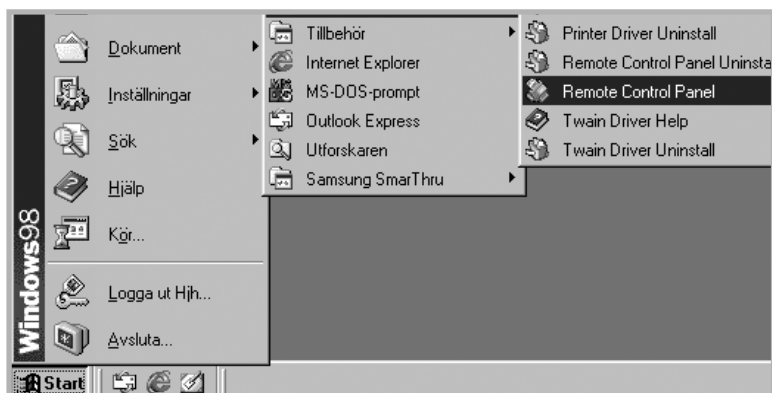 Dokument
Inställningar
Sök
Hjälp
Kör...
Logga ut Hjh...
Avsluta...
Windows98
Start
Tillbehör
Internet Explorer
MS-DOS-prompt
Outlook Express
Utforskaren
Samsung SmarThru
Printer Driver Uninstall
Remote Control Panel Uninsta
Remote Control Panel
Twain Driver Help
Twain Driver Uninstall